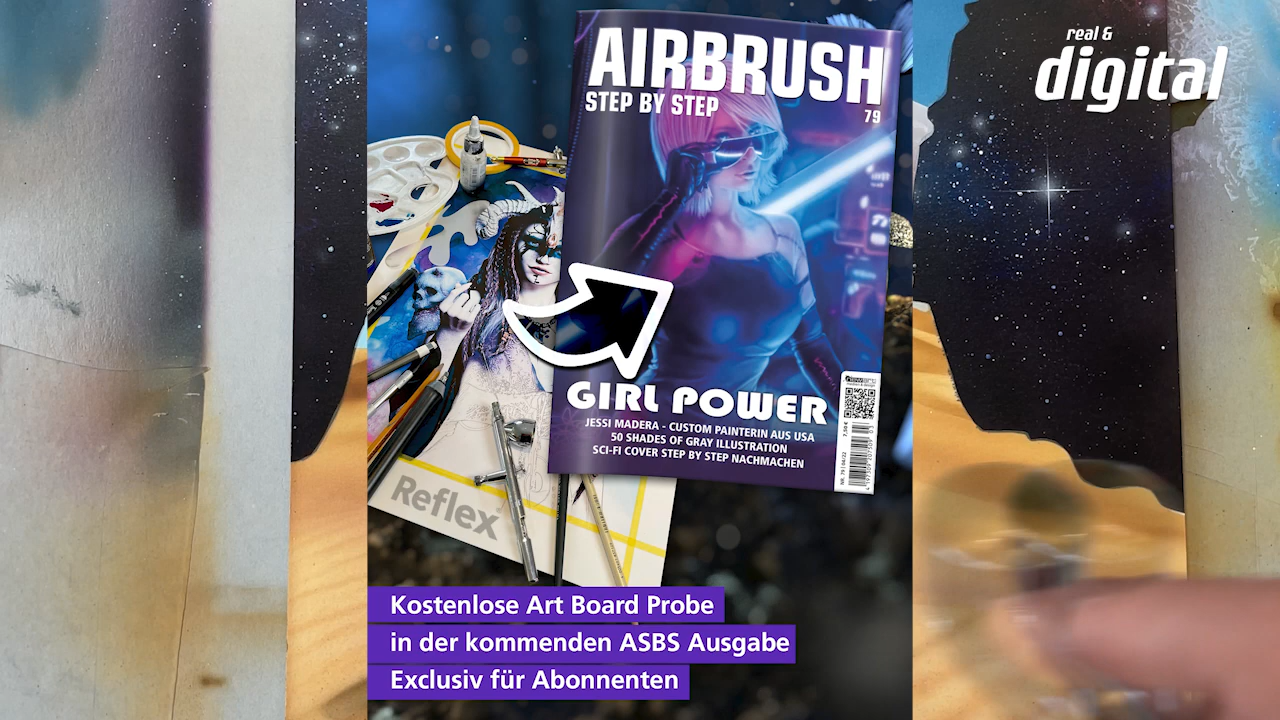 real &
digital
AIRBRUSH
STEP BY STEP
79
GIRL POWER
JESSI MADERA - CUSTOM PAINTERIN AUS USA
50 SHADES OF GRAY ILLUSTRATION
SCI-FI COVER STEP BY STEP NACHMACHEN
Reflex
Kostenlose Art Board Probe
in der kommenden ASBS Ausgabe
Exclusiv für Abonnenten